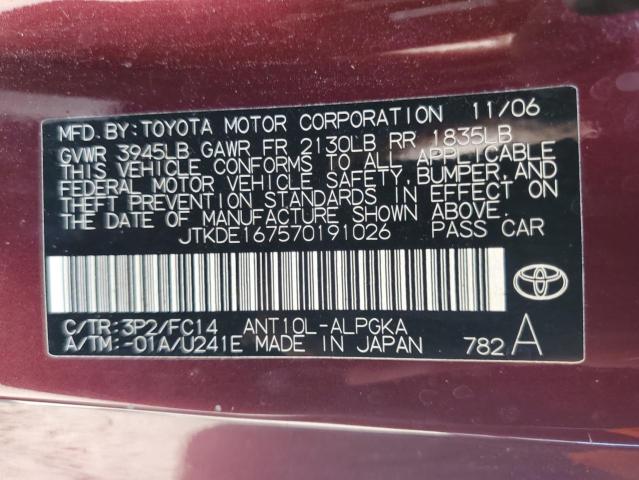 MFD.BY:TOYOTA MOTOR CORPORATION 11/06
GVWR 3945LB GAWR FR 2130LB RR 1835LB
THIS VEHICLE CONFORMS TO ALL APPLICABLE
FEDERAL MOTOR VEHICLE SAFETY, BUMPER, AND
THEFT PREVENTION STANDARDS IN EFFECT ON
THE DATE OF MANUFACTURE SHOWN ABOVE.
JTKDE167570191026 PASS CAR
C/TR:3P2/FC14 ANT10L-ALPGKA
A/TM:-01A/U241E MADE IN JAPAN 782A